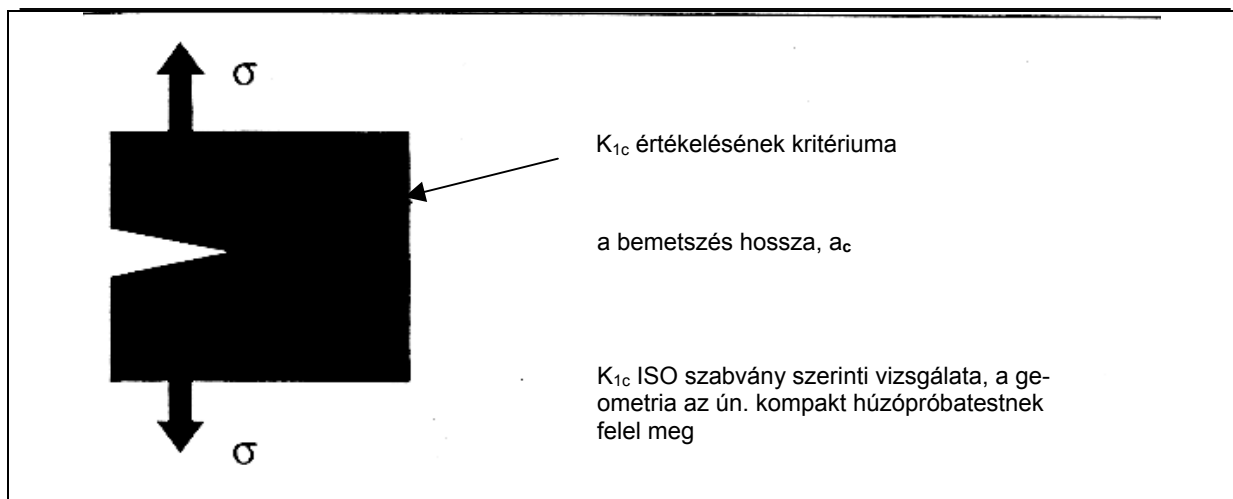 σ
K₁c értékelésének kritériuma
a bemetszés hossza, ac
K₁c ISO szabvány szerinti vizsgálata, a ge-
ometria az ún. kompakt húzópróbatestnek
felel meg
σ